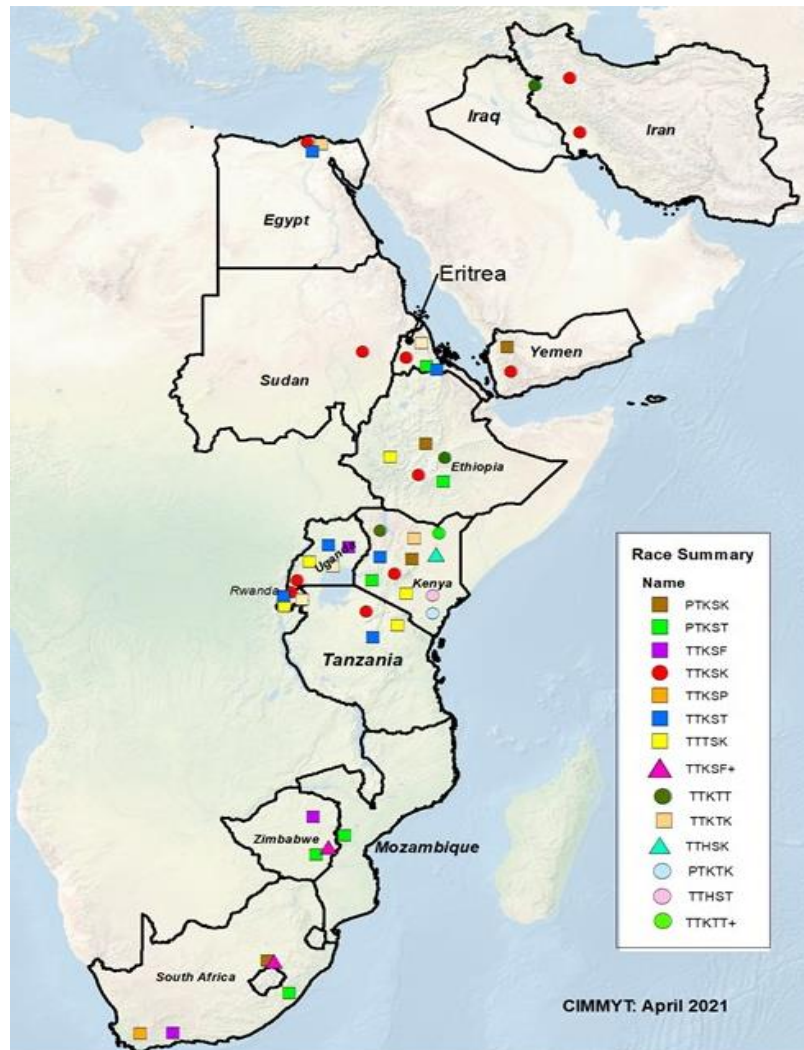 Iraq
Iran
Egypt
Eritrea
Sudan
Yemen
Ethiopia
Uganda
Rwanda
Kenya
Tanzania
Zimbabwe
Mozambique
South Africa
Race Summary
Name
PTKSK
PTKST
TTKSF
TTKSK
TTKSP
TTKST
TTTSK
TTKSF+
TTKTT
TTKTK
TTHSK
PTKTK
TTHST
TTKTT+
CIMMYT: April 2021